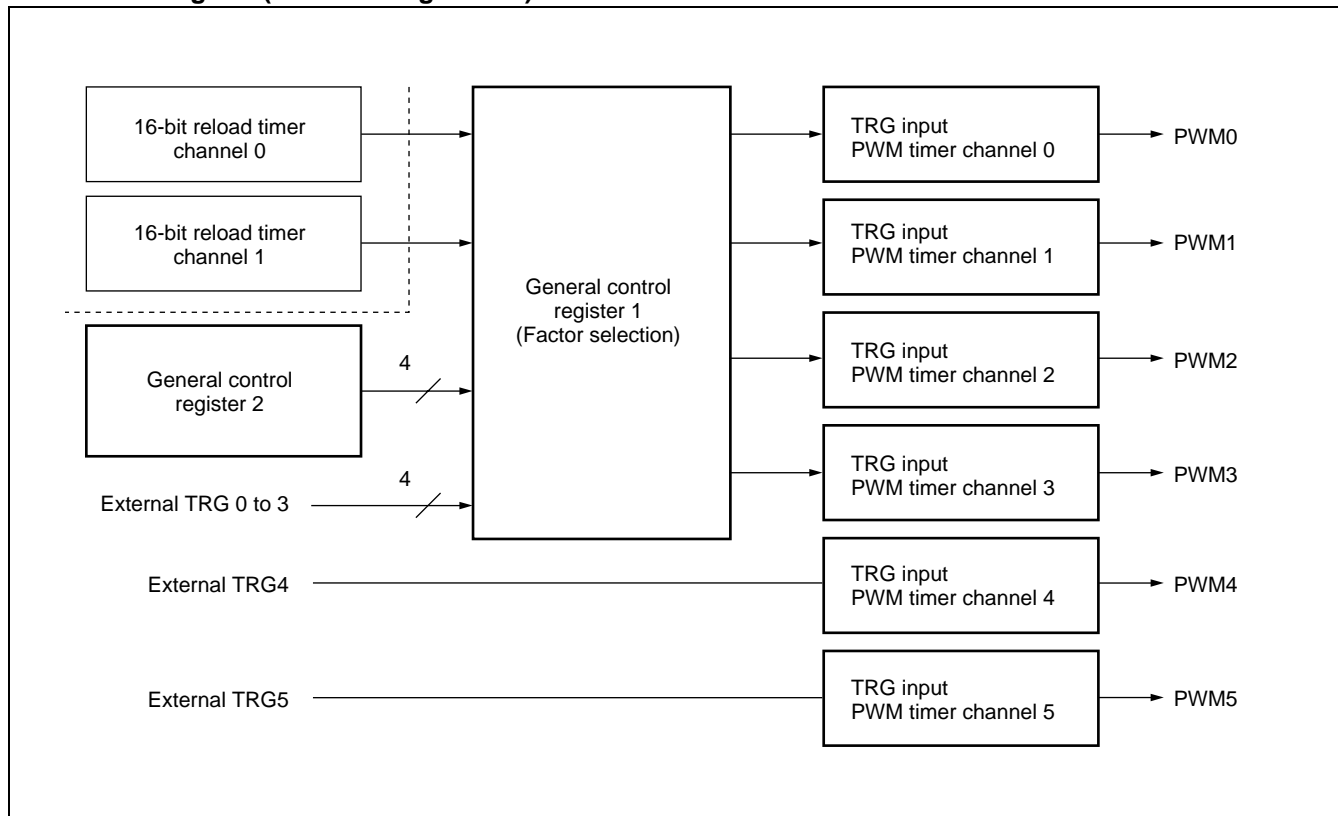 16-bit reload timer
channel 0
16-bit reload timer
channel 1
General control
register 2
4
External TRG 0 to 3
4
External TRG4
External TRG5
General control
register 1
(Factor selection)
TRG input
PWM timer channel 0
PWM0
TRG input
PWM timer channel 1
PWM1
TRG input
PWM timer channel 2
PWM2
TRG input
PWM timer channel 3
PWM3
TRG input
PWM timer channel 4
PWM4
TRG input
PWM timer channel 5
PWM5